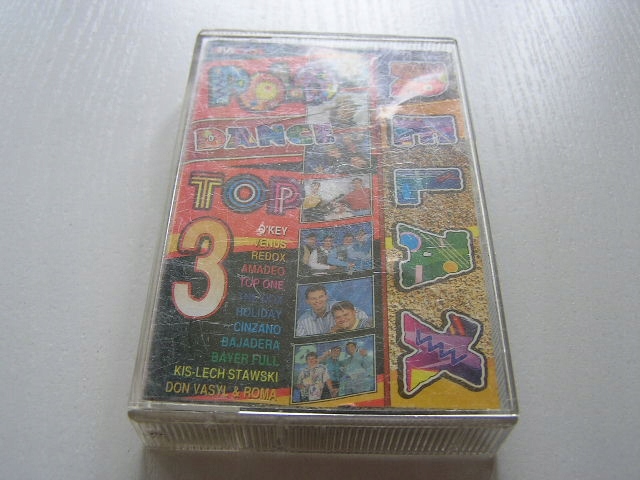 DANCE
TOP
3
O'KEY
VENUS
REDOX
AMADEO
TOP ONE
HOLIDAY
CINZANO
BAJADERA
BAYER FULL
KIS-LECH STAWSKI
DON VASYL & ROMA
RELAX